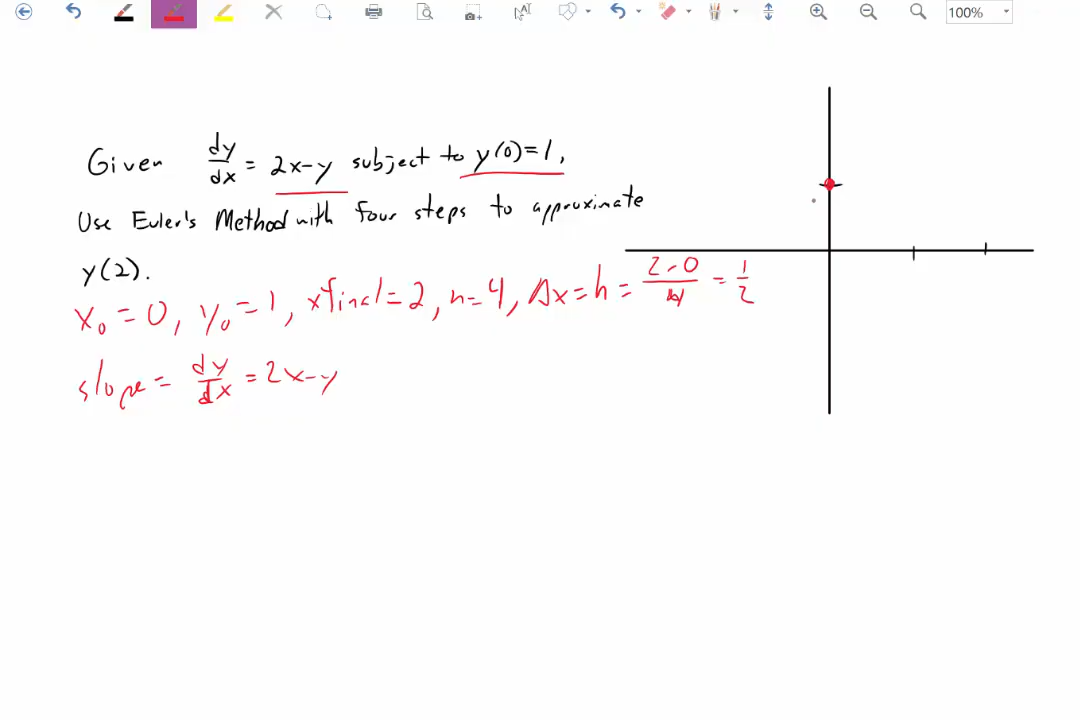 100%
Given dy/dx = 2x-y subject to y(0)=1,
Use Euler's Method with four steps to approximate
y(2).
x₀ = 0, y₀ = 1, xfinal = 2, n = 4, Δx = h = (2-0)/4 = 1/2
slope = dy/dx = 2x-y